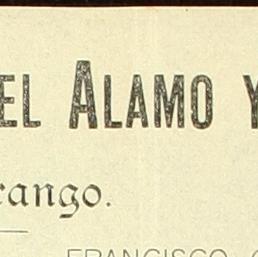 EL ALAMO Y
rango.
FRANCISCO